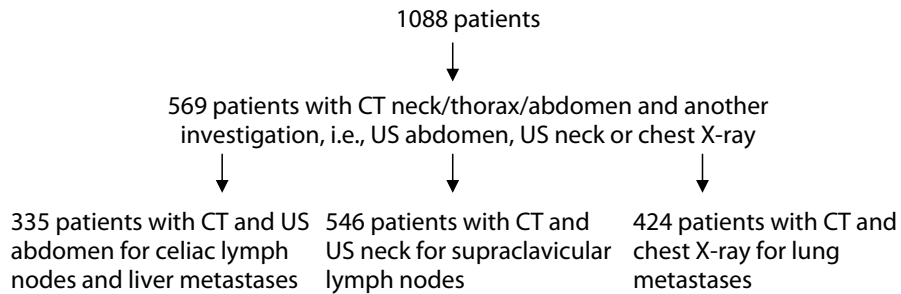 1088 patients
569 patients with CT neck/thorax/abdomen and another
investigation, i.e., US abdomen, US neck or chest X-ray
335 patients with CT and US
abdomen for celiac lymph
nodes and liver metastases
546 patients with CT and
US neck for supraclavicular
lymph nodes
424 patients with CT and
chest X-ray for lung
metastases